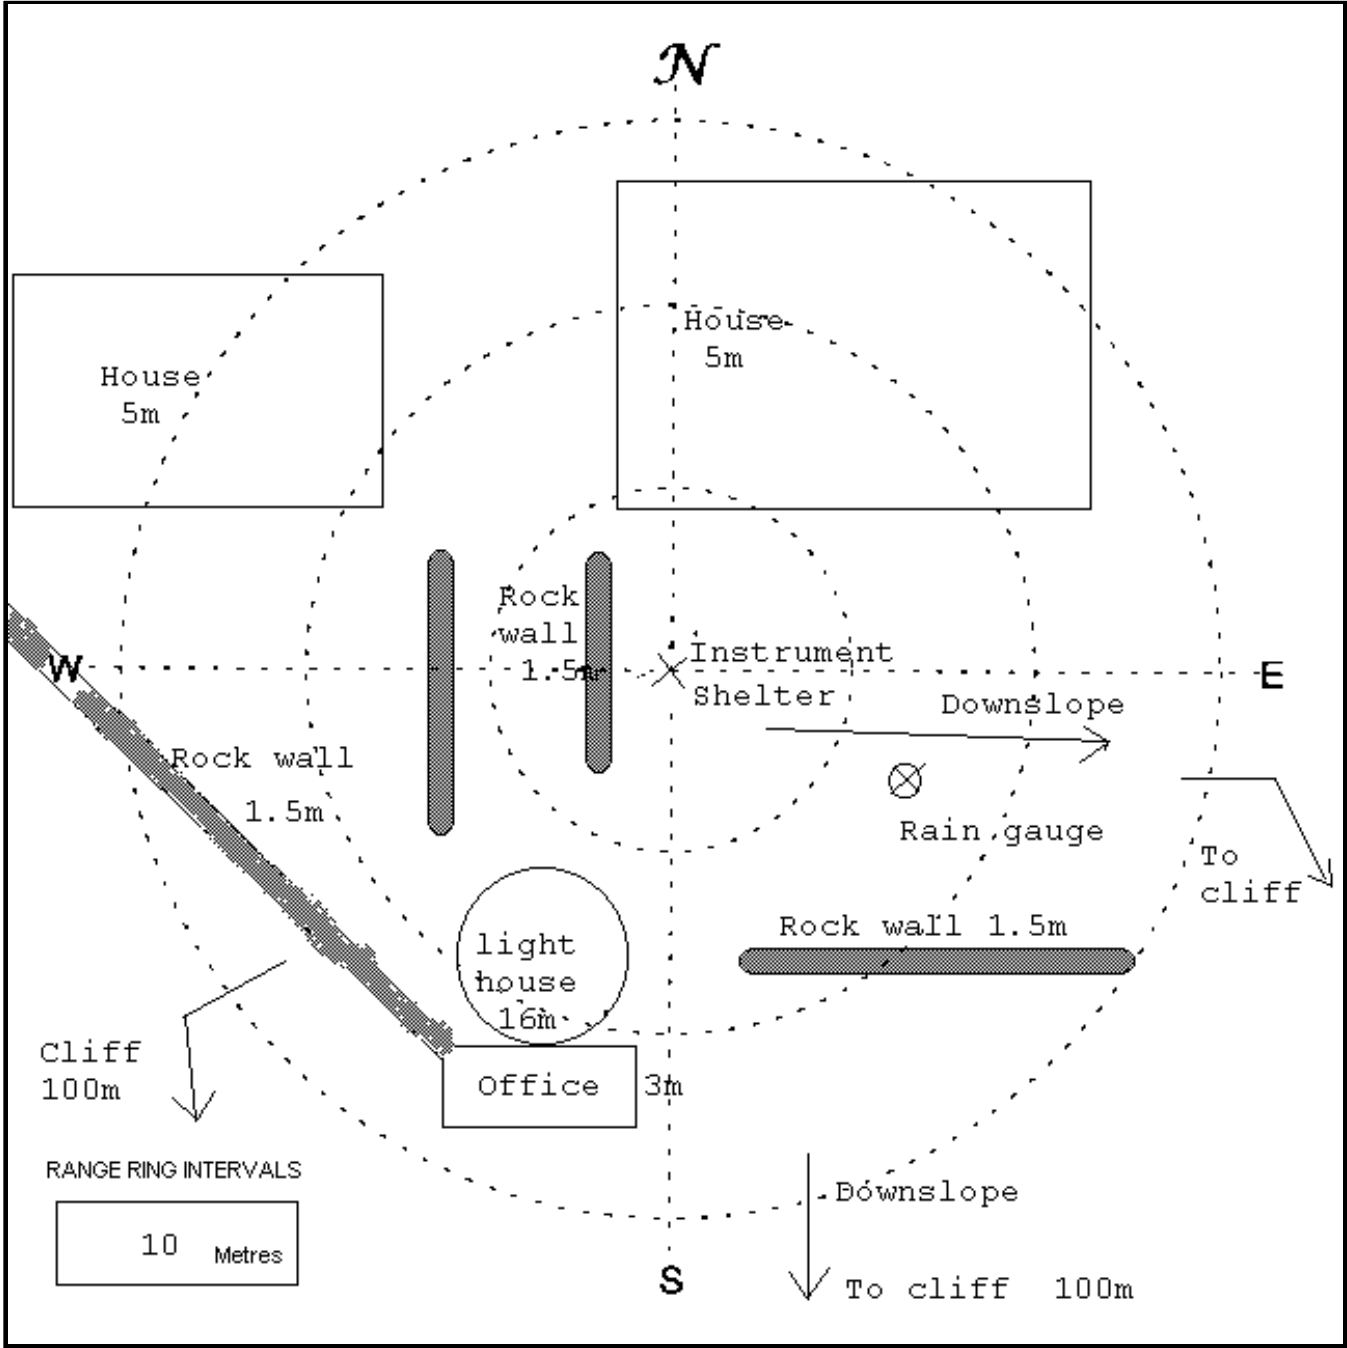 N
House
5m
House
5m
Rock
wall
1.5m
W
Instrument
Shelter
E
Downslope
Rock wall
1.5m
Rain gauge
To
cliff
Rock wall 1.5m
light
house
16m
Cliff
100m
Office
3m
RANGE RING INTERVALS
10 Metres
Downslope
S
To cliff 100m